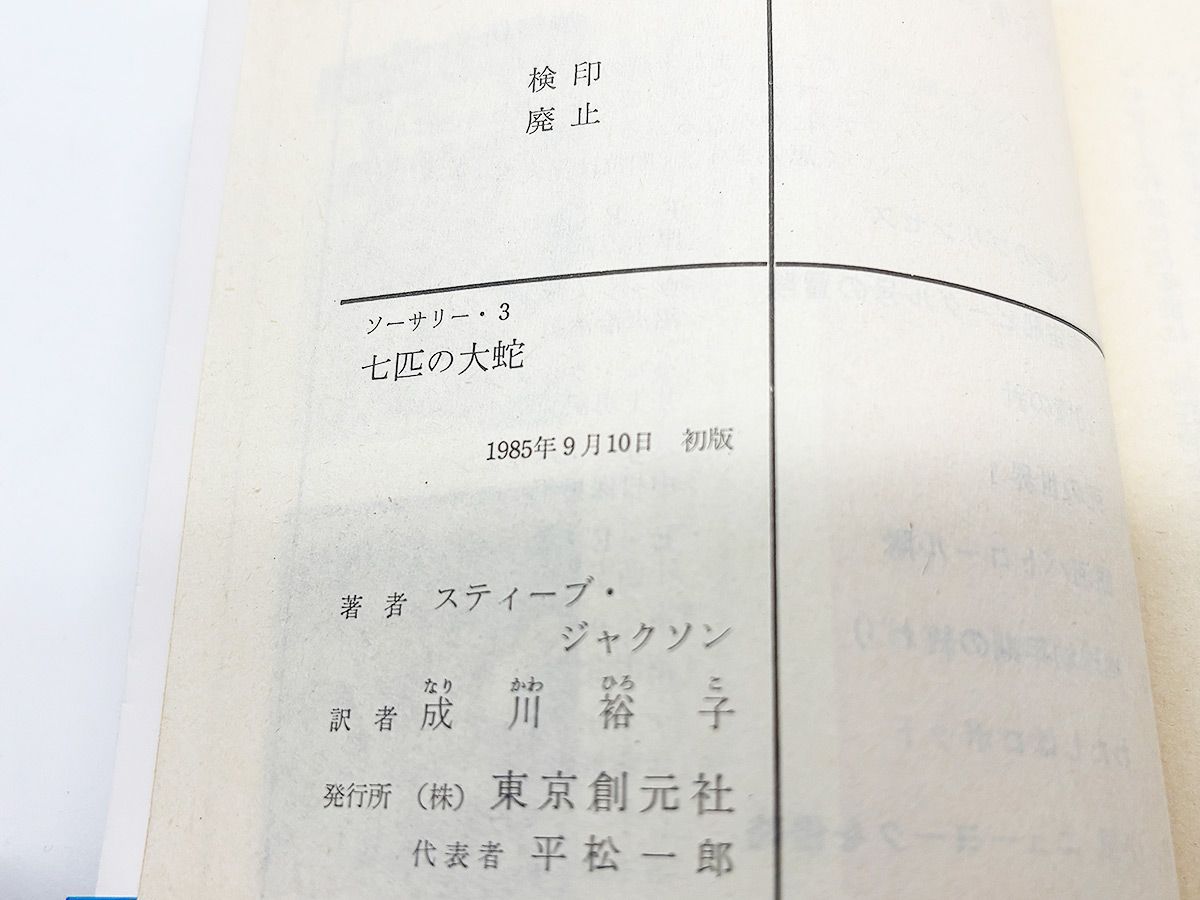 検印
廃止
ソーサリー・3
七匹の大蛇
1985年9月10日 初版
著者 スティーブ・
ジャクソン
なり かわ ひろ こ
訳者 成川裕子
発行所 (株) 東京創元社
代表者 平松一郎